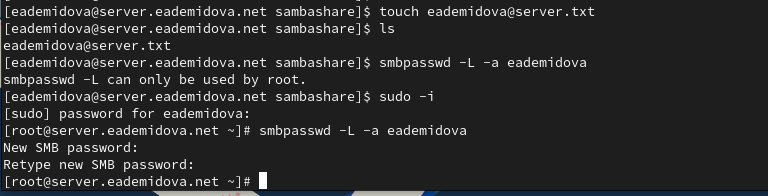 [eademidova@server.eademidova.net sambashare]$ touch eademidova@server.txt
[eademidova@server.eademidova.net sambashare]$ ls
eademidova@server.txt
[eademidova@server.eademidova.net sambashare]$ smbpasswd -L -a eademidova
smbpasswd -L can only be used by root.
[eademidova@server.eademidova.net sambashare]$ sudo -i
[sudo] password for eademidova:
[root@server.eademidova.net ~]# smbpasswd -L -a eademidova
New SMB password:
Retype new SMB password:
[root@server.eademidova.net ~]#